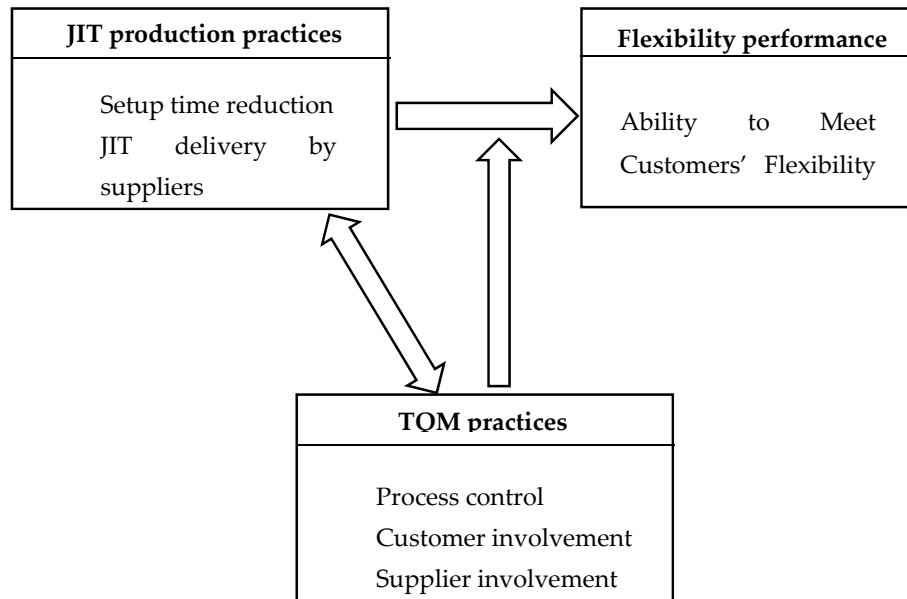 JIT production practices
Setup time reduction
JIT delivery by
suppliers
Flexibility performance
Ability to Meet
Customers' Flexibility
TQM practices
Process control
Customer involvement
Supplier involvement